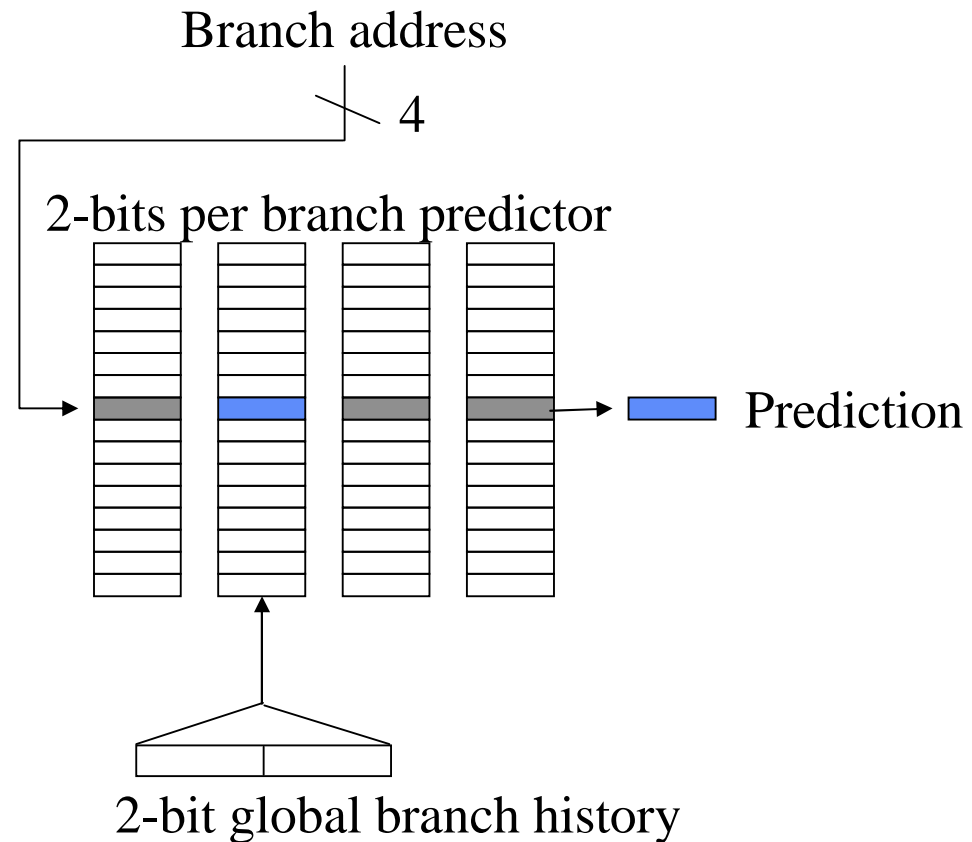 Branch address
4
2-bits per branch predictor
Prediction
2-bit global branch history